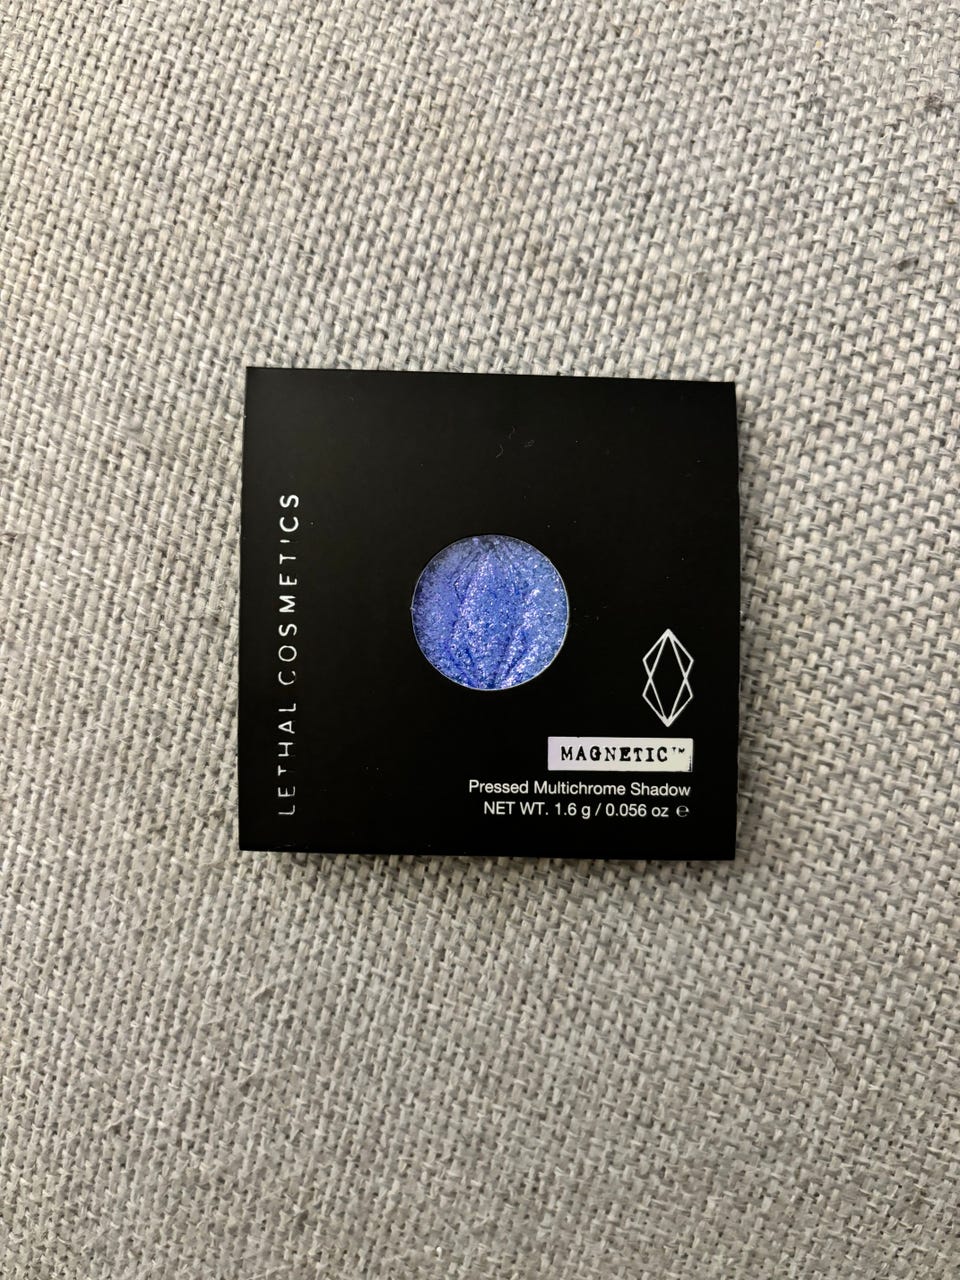 LETHAL COSMETICS
MAGNETIC™
Pressed Multichrome Shadow
NET WT. 1.6 g / 0.056 oz ℮